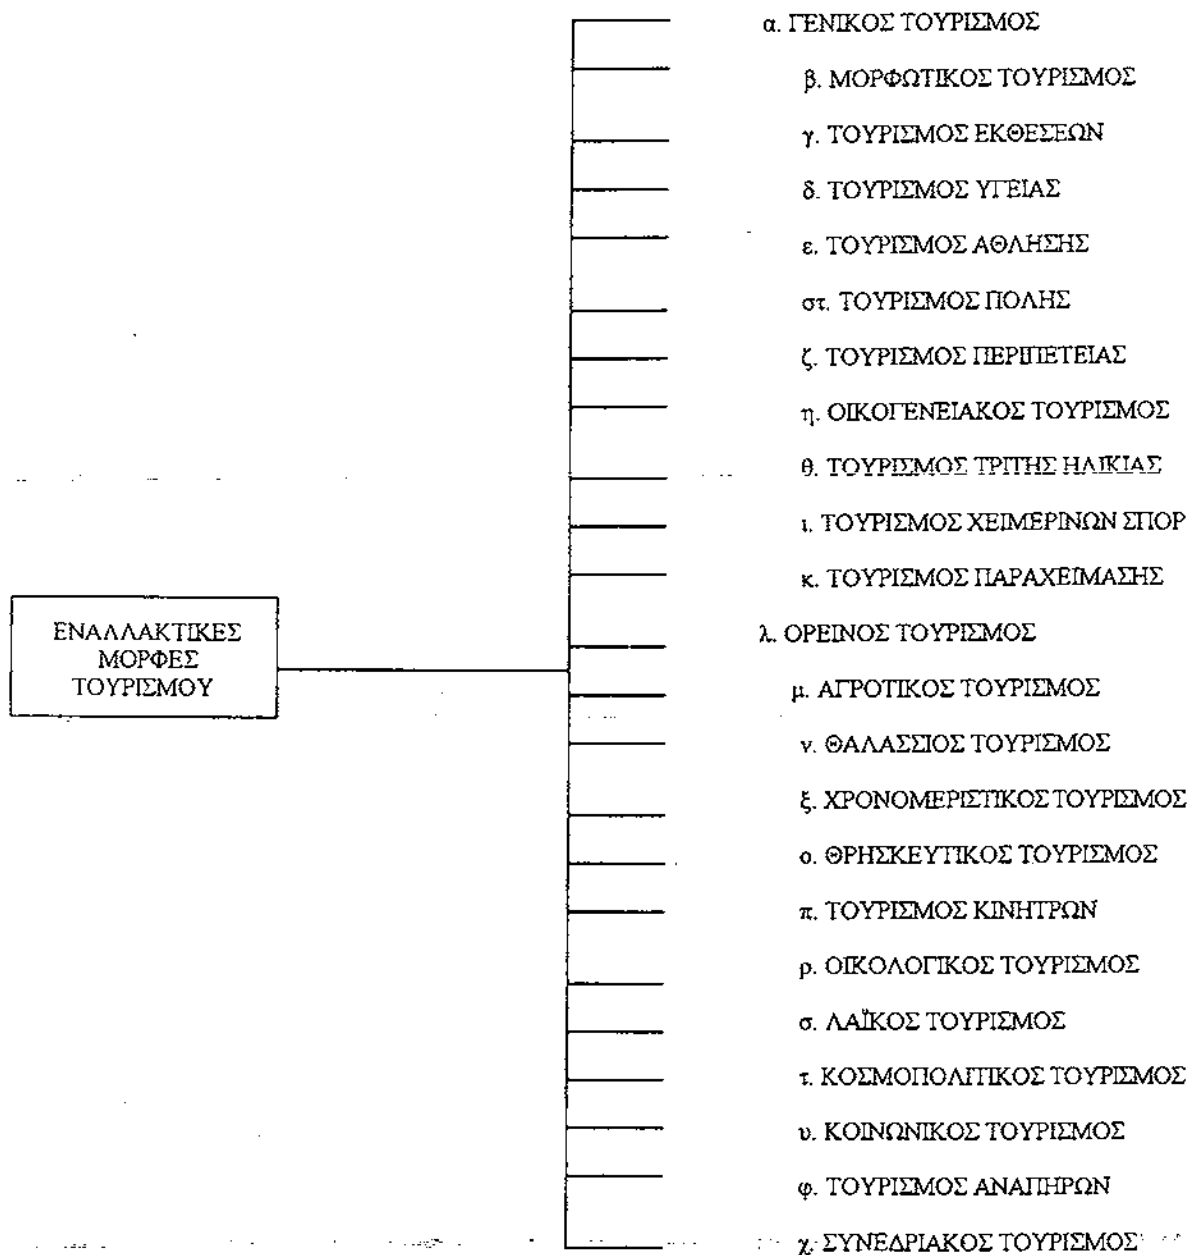 α. ΓΕΝΙΚΟΣ ΤΟΥΡΙΣΜΟΣ
β. ΜΟΡΦΩΤΙΚΟΣ ΤΟΥΡΙΣΜΟΣ
γ. ΤΟΥΡΙΣΜΟΣ ΕΚΘΕΣΕΩΝ
δ. ΤΟΥΡΙΣΜΟΣ ΥΓΕΙΑΣ
ε. ΤΟΥΡΙΣΜΟΣ ΑΘΛΗΣΗΣ
στ. ΤΟΥΡΙΣΜΟΣ ΠΟΛΗΣ
ζ. ΤΟΥΡΙΣΜΟΣ ΠΕΡΙΠΕΤΕΙΑΣ
η. ΟΙΚΟΓΕΝΕΙΑΚΟΣ ΤΟΥΡΙΣΜΟΣ
θ. ΤΟΥΡΙΣΜΟΣ ΤΡΙΤΗΣ ΗΛΙΚΙΑΣ
ι. ΤΟΥΡΙΣΜΟΣ ΧΕΙΜΕΡΙΝΩΝ ΣΠΟΡ
κ. ΤΟΥΡΙΣΜΟΣ ΠΑΡΑΧΕΙΜΑΣΗΣ
ΕΝΑΛΛΑΚΤΙΚΕΣ
ΜΟΡΦΕΣ
ΤΟΥΡΙΣΜΟΥ
λ. ΟΡΕΙΝΟΣ ΤΟΥΡΙΣΜΟΣ
μ. ΑΓΡΟΤΙΚΟΣ ΤΟΥΡΙΣΜΟΣ
ν. ΘΑΛΑΣΣΙΟΣ ΤΟΥΡΙΣΜΟΣ
ξ. ΧΡΟΝΟΜΕΡΙΣΤΙΚΟΣ ΤΟΥΡΙΣΜΟΣ
ο. ΘΡΗΣΚΕΥΤΙΚΟΣ ΤΟΥΡΙΣΜΟΣ
π. ΤΟΥΡΙΣΜΟΣ ΚΙΝΗΤΡΩΝ
ρ. ΟΙΚΟΛΟΓΙΚΟΣ ΤΟΥΡΙΣΜΟΣ
σ. ΛΑΪΚΟΣ ΤΟΥΡΙΣΜΟΣ
τ. ΚΟΣΜΟΠΟΛΙΤΙΚΟΣ ΤΟΥΡΙΣΜΟΣ
υ. ΚΟΙΝΩΝΙΚΟΣ ΤΟΥΡΙΣΜΟΣ
φ. ΤΟΥΡΙΣΜΟΣ ΑΝΑΠΗΡΩΝ
χ. ΣΥΝΕΔΡΙΑΚΟΣ ΤΟΥΡΙΣΜΟΣ